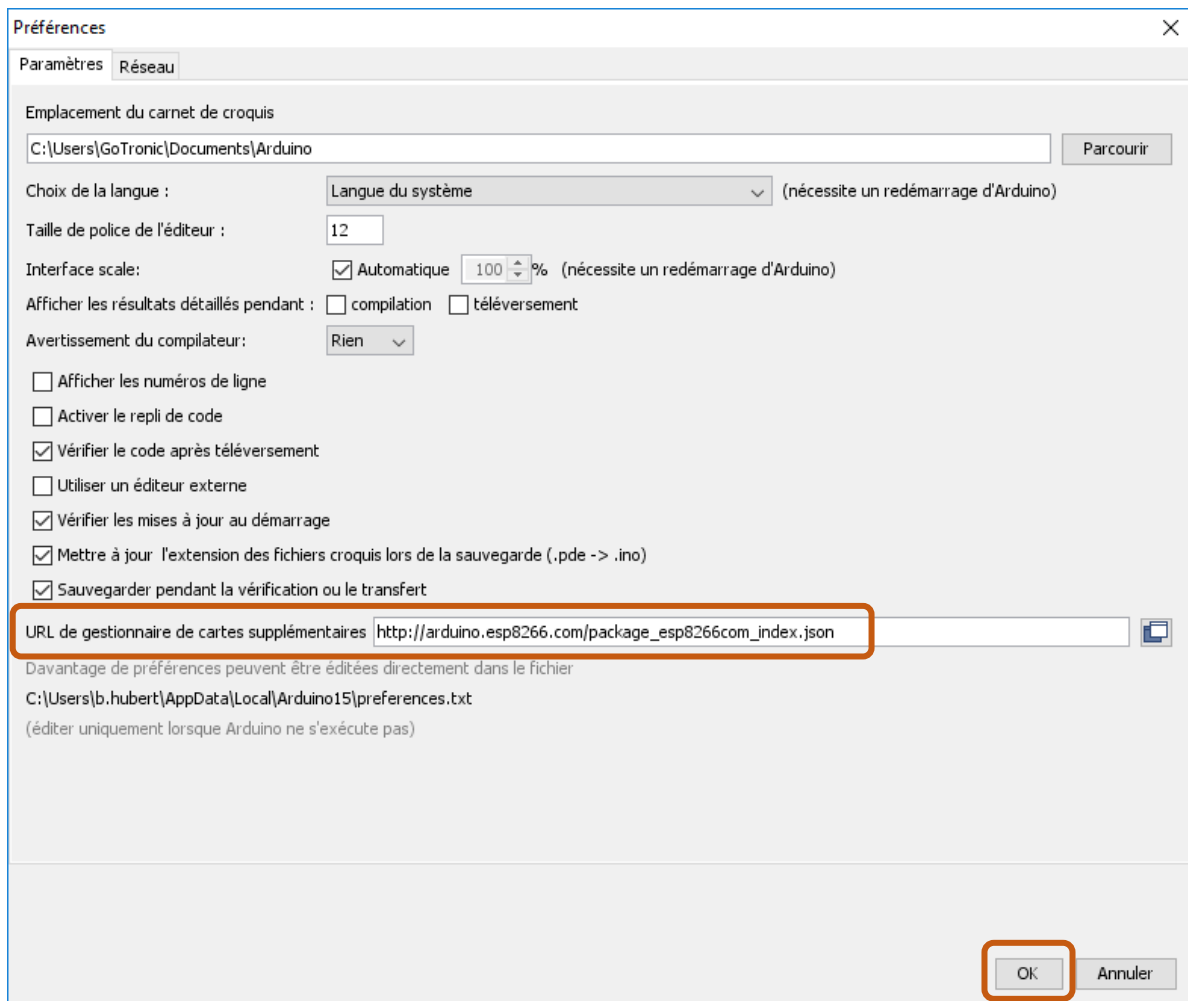 Préférences
Paramètres Réseau
Emplacement du carnet de croquis
C:\Users\GoTronic\Documents\Arduino Parcourir
Choix de la langue : Langue du système (nécessite un redémarrage d'Arduino)
Taille de police de l'éditeur : 12
Interface scale: Automatique 100 % (nécessite un redémarrage d'Arduino)
Afficher les résultats détaillés pendant : compilation téléversement
Avertissement du compilateur: Rien
Afficher les numéros de ligne
Activer le repli de code
Vérifier le code après téléversement
Utiliser un éditeur externe
Vérifier les mises à jour au démarrage
Mettre à jour l'extension des fichiers croquis lors de la sauvegarde (.pde -> .ino)
Sauvegarder pendant la vérification ou le transfert
URL de gestionnaire de cartes supplémentaires http://arduino.esp8266.com/package_esp8266com_index.json
Davantage de préférences peuvent être éditées directement dans le fichier
C:\Users\b.hubert\AppData\Local\Arduino15\preferences.txt
(éditer uniquement lorsque Arduino ne s'exécute pas)
OK Annuler